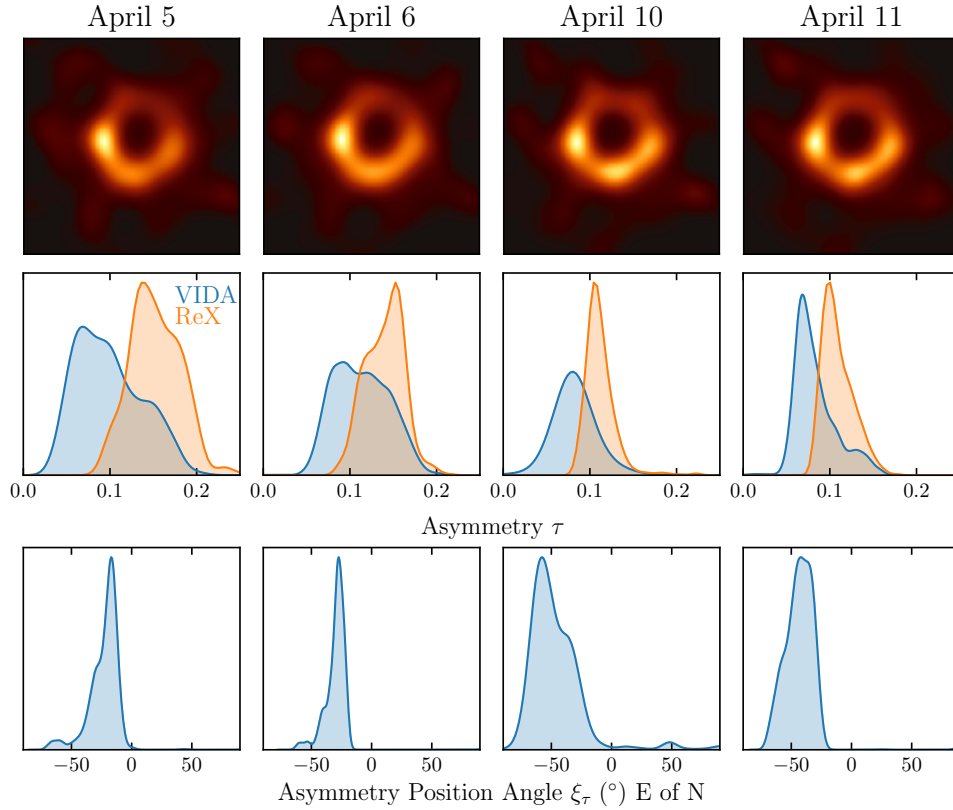 April 5 April 6 April 10 April 11
VIDA
ReX
0.0 0.1 0.2 0.0 0.1 0.2 0.0 0.1 0.2 0.0 0.1 0.2
Asymmetry τ
−50 0 50 −50 0 50 −50 0 50 −50 0 50
Asymmetry Position Angle ξτ (°) E of N